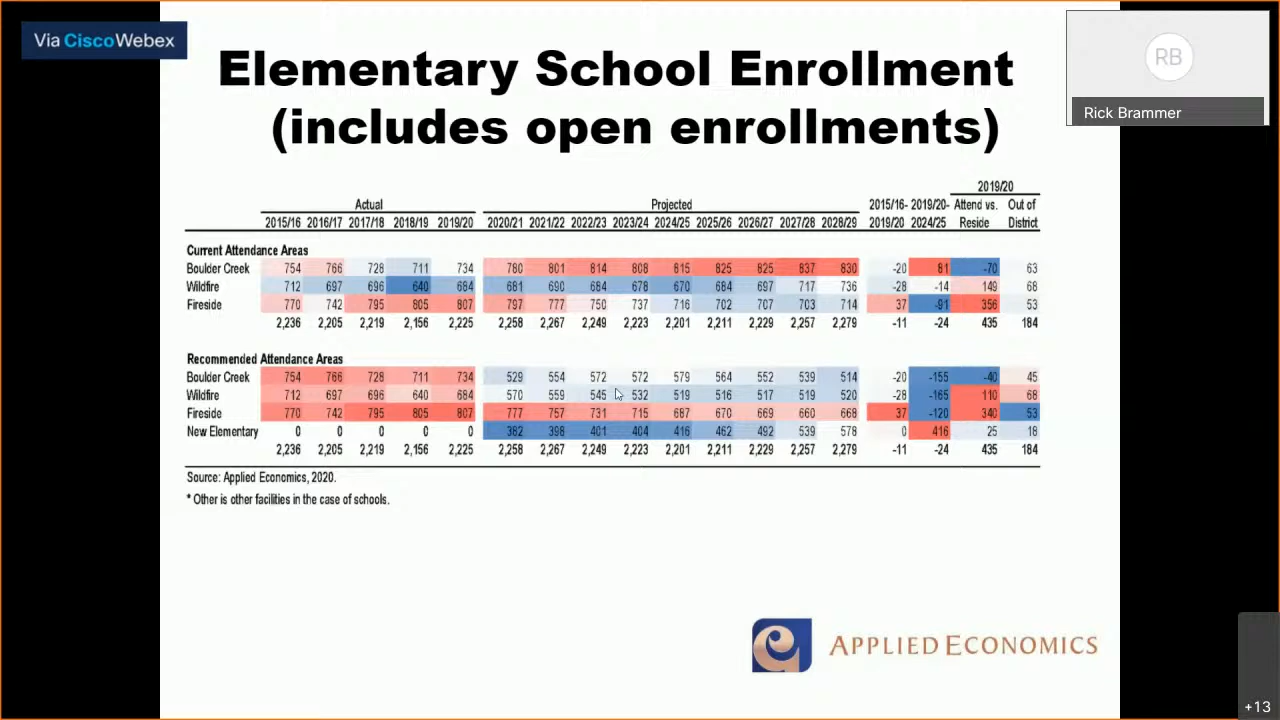 Via Cisco Webex
Elementary School Enrollment
(includes open enrollments)
RB
Rick Brammer
2019/20
Actual Projected 2015/16- 2019/20- Attend vs. Out of
2015/16 2016/17 2017/18 2018/19 2019/20 2020/21 2021/22 2022/23 2023/24 2024/25 2025/26 2026/27 2027/28 2028/29 2019/20 2024/25 Reside District
Current Attendance Areas
Boulder Creek 754 766 728 711 734 780 801 814 808 815 825 825 837 830 -20 81 -70 63
Wildfire 712 697 696 640 684 681 690 684 678 670 684 697 717 736 -28 -14 149 68
Fireside 770 742 795 805 807 797 777 750 737 716 702 707 703 714 37 -91 356 53
2,236 2,205 2,219 2,156 2,225 2,258 2,267 2,249 2,223 2,201 2,211 2,229 2,257 2,279 -11 -24 435 184
Recommended Attendance Areas
Boulder Creek 754 766 728 711 734 529 554 572 572 579 564 552 539 514 -20 -155 -40 45
Wildfire 712 697 696 640 684 570 559 545 532 519 516 517 519 520 -28 -165 110 68
Fireside 770 742 795 805 807 777 757 731 715 687 670 669 660 668 37 -120 340 53
New Elementary 0 0 0 0 0 382 398 401 404 416 462 492 539 578 0 416 25 18
2,236 2,205 2,219 2,156 2,225 2,258 2,267 2,249 2,223 2,201 2,211 2,229 2,257 2,279 -11 -24 435 184
Source: Applied Economics, 2020.
* Other is other facilities in the case of schools.
APPLIED ECONOMICS
+13